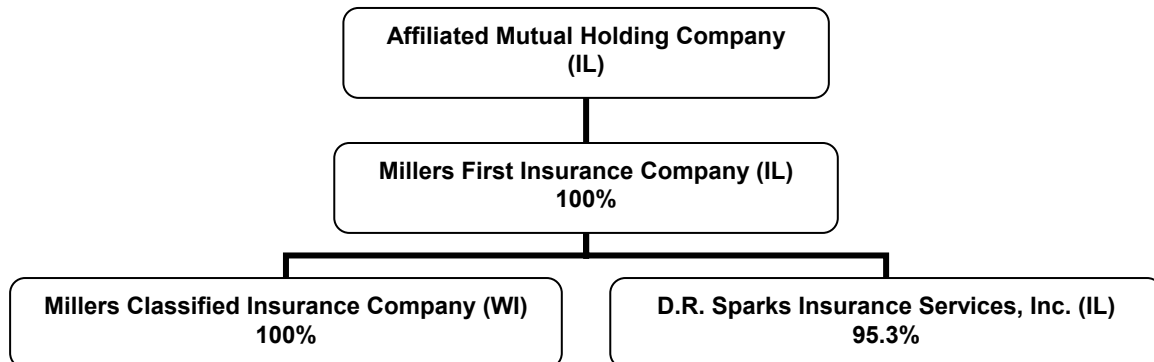 Affiliated Mutual Holding Company
(IL)
Millers First Insurance Company (IL)
100%
Millers Classified Insurance Company (WI)
100%
D.R. Sparks Insurance Services, Inc. (IL)
95.3%